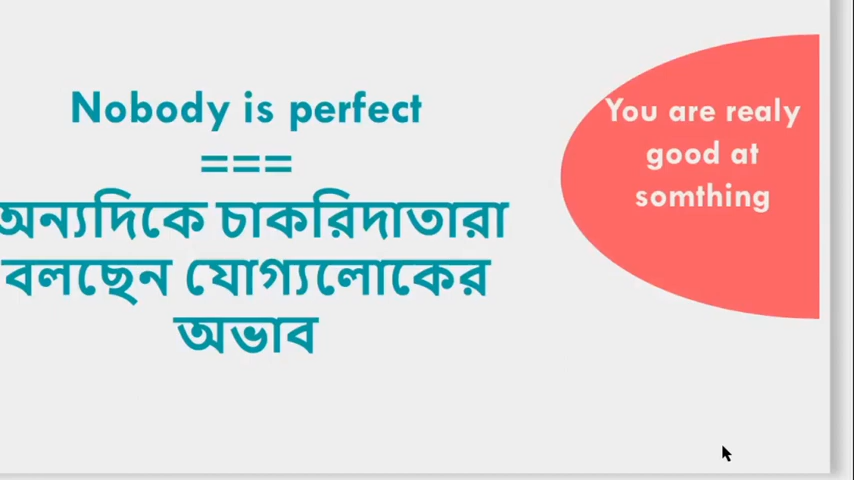 Nobody is perfect
===
অন্যদিকে চাকরিদাতারা
বলছেন যোগ্যলোকের
অভাব
You are realy
good at
somthing